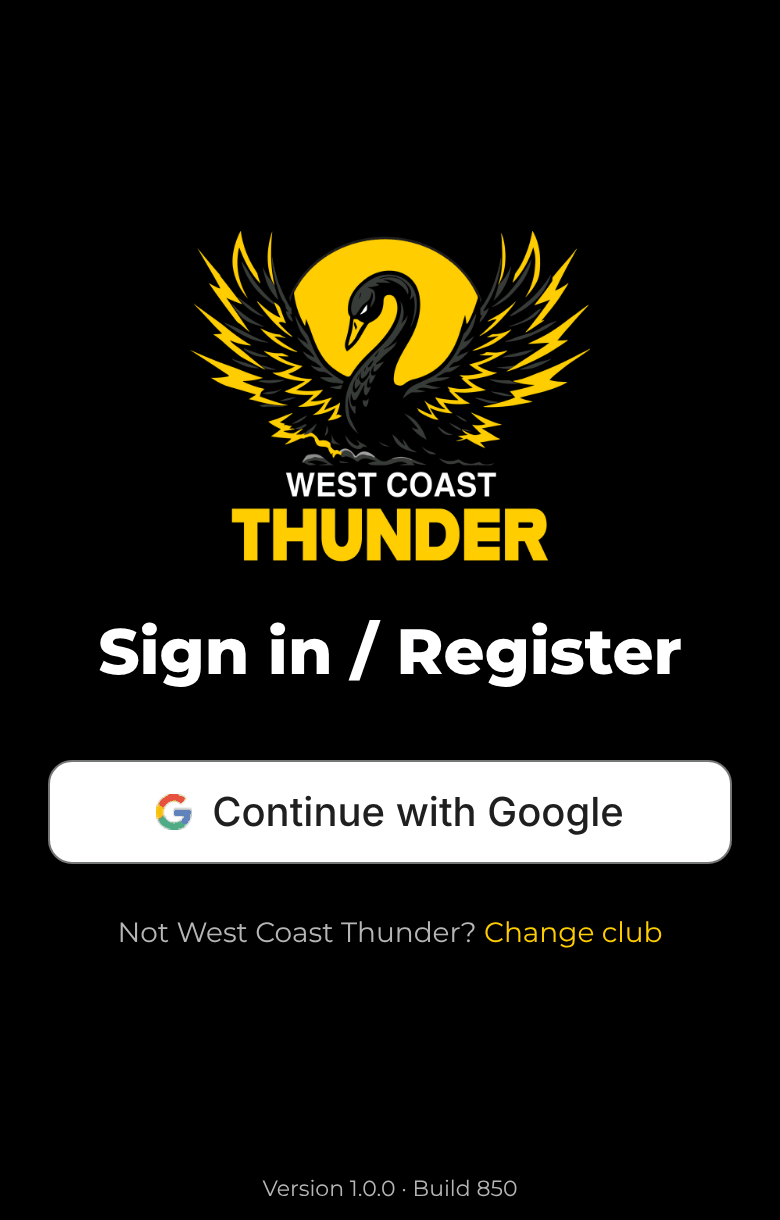 WEST COAST
THUNDER
Sign in / Register
Continue with Google
Not West Coast Thunder? Change club
Version 1.0.0 · Build 850